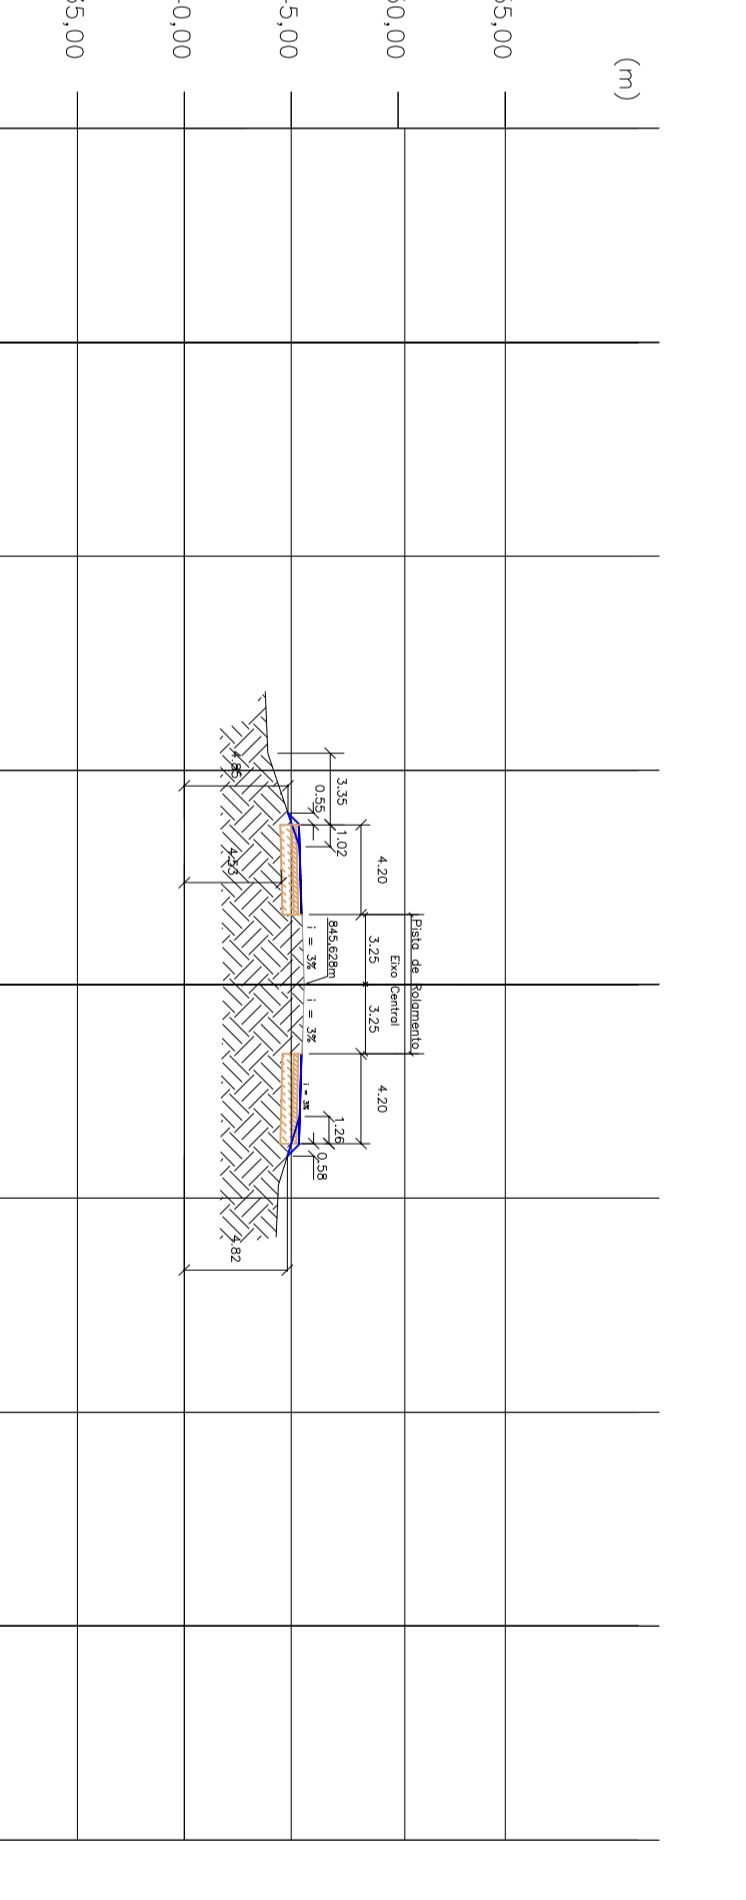 5,00
0,00
5,00
0,00
5,00
(m)
Pista de Rolamento
Eixo Central
3.35
0.55
1.02
4.20
3.25
3.25
4.20
845,628m
i = 3%
i = 3%
i = 3%
1.26
0.58
4.85
4.53
4.82